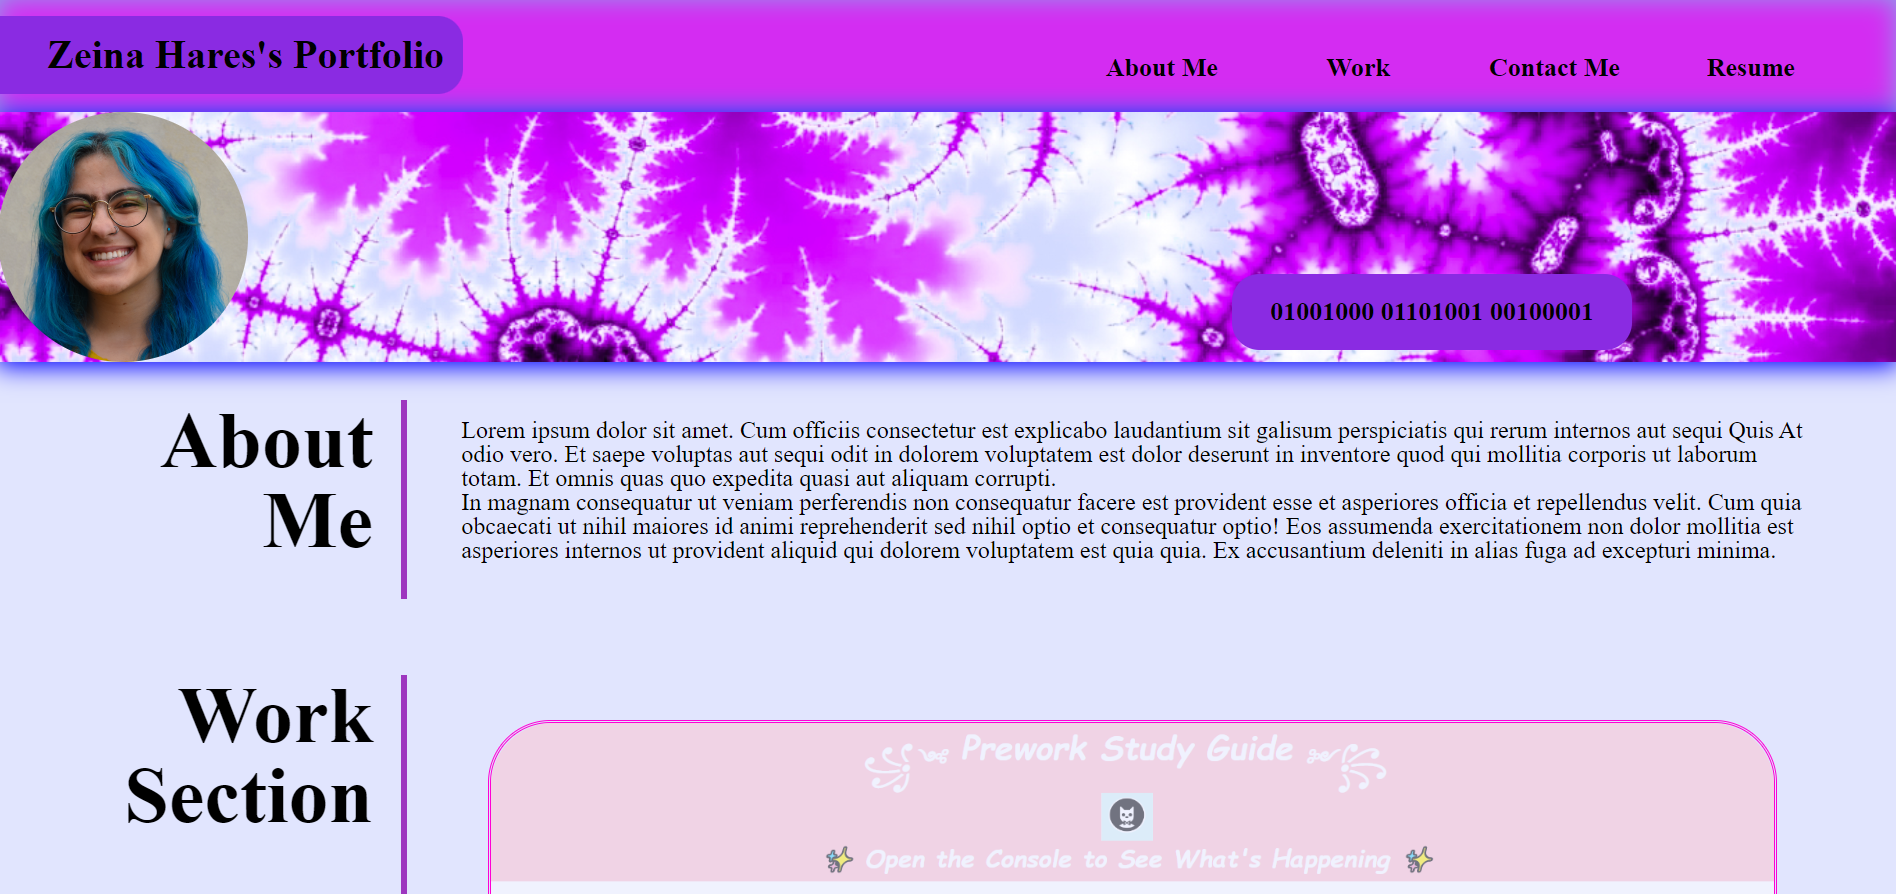 Zeina Hares's Portfolio
About Me Work Contact Me Resume
01001000 01101001 00100001
About
Me
Lorem ipsum dolor sit amet. Cum officiis consectetur est explicabo laudantium sit galisum perspiciatis qui rerum internos aut sequi Quis At
odio vero. Et saepe voluptas aut sequi odit in dolorem voluptatem est dolor deserunt in inventore quod qui mollitia corporis ut laborum
totam. Et omnis quas quo expedita quasi aut aliquam corrupti.
In magnam consequatur ut veniam perferendis non consequatur facere est provident esse et asperiores officia et repellendus velit. Cum quia
obcaecati ut nihil maiores id animi reprehenderit sed nihil optio et consequatur optio! Eos assumenda exercitationem non dolor mollitia est
asperiores internos ut provident aliquid qui dolorem voluptatem est quia quia. Ex accusantium deleniti in alias fuga ad excepturi minima.
Work
Section
Prework Study Guide
✨ Open the Console to See What's Happening ✨